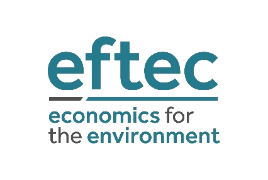 eftec
economics for
the environment